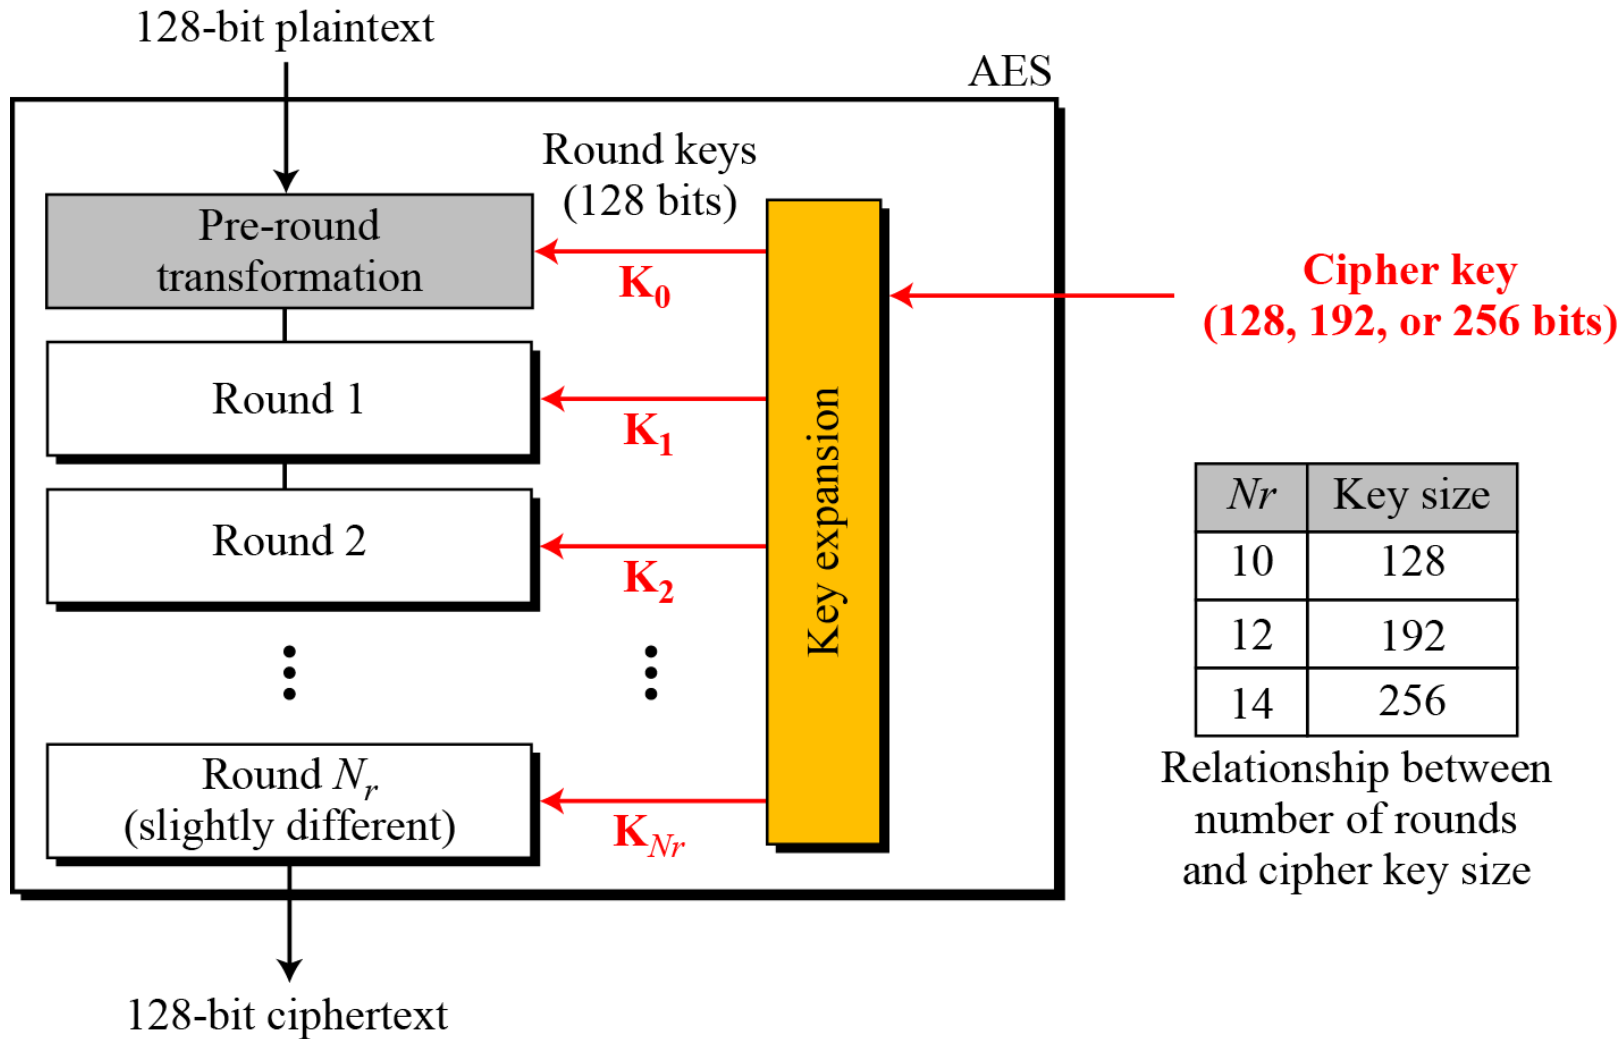 128-bit plaintext
AES
Round keys
(128 bits)
Pre-round
transformation
K0
Cipher key
(128, 192, or 256 bits)
Round 1
K1
Round 2
K2
Key expansion
Round Nr
(slightly different)
KNr
128-bit ciphertext
Nr Key size
10 128
12 192
14 256
Relationship between
number of rounds
and cipher key size